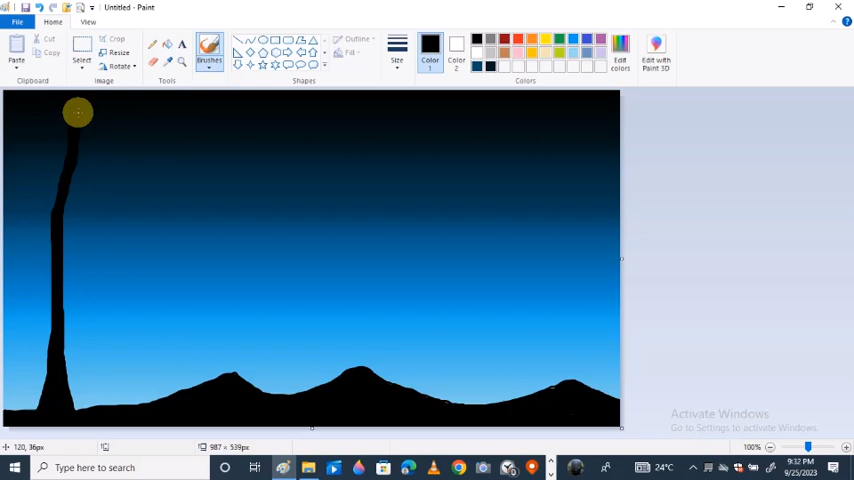 Untitled - Paint
File Home View
Paste
Cut
Copy
Clipboard
Select
Crop
Resize
Rotate
Image
A
Tools
Brushes
Outline
Fill
Shapes
Size
Color
1
Color
2
Colors
Edit
colors
Edit with
Paint 3D
Activate Windows
Go to Settings to activate Windows.
120, 36px
987 × 539px
100%
Type here to search
24°C
9:32 PM
9/25/2023